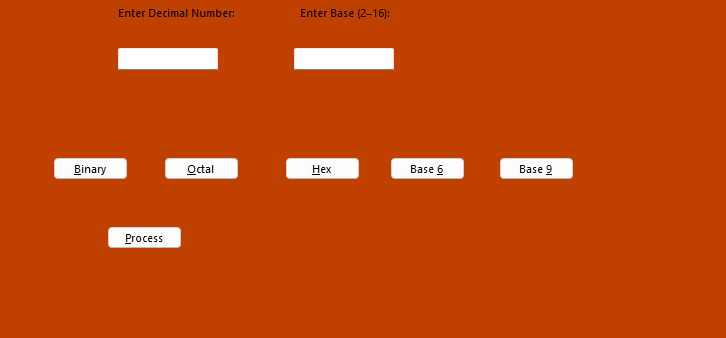 Enter Decimal Number: Enter Base (2–16):
Binary Octal Hex Base 6 Base 9
Process